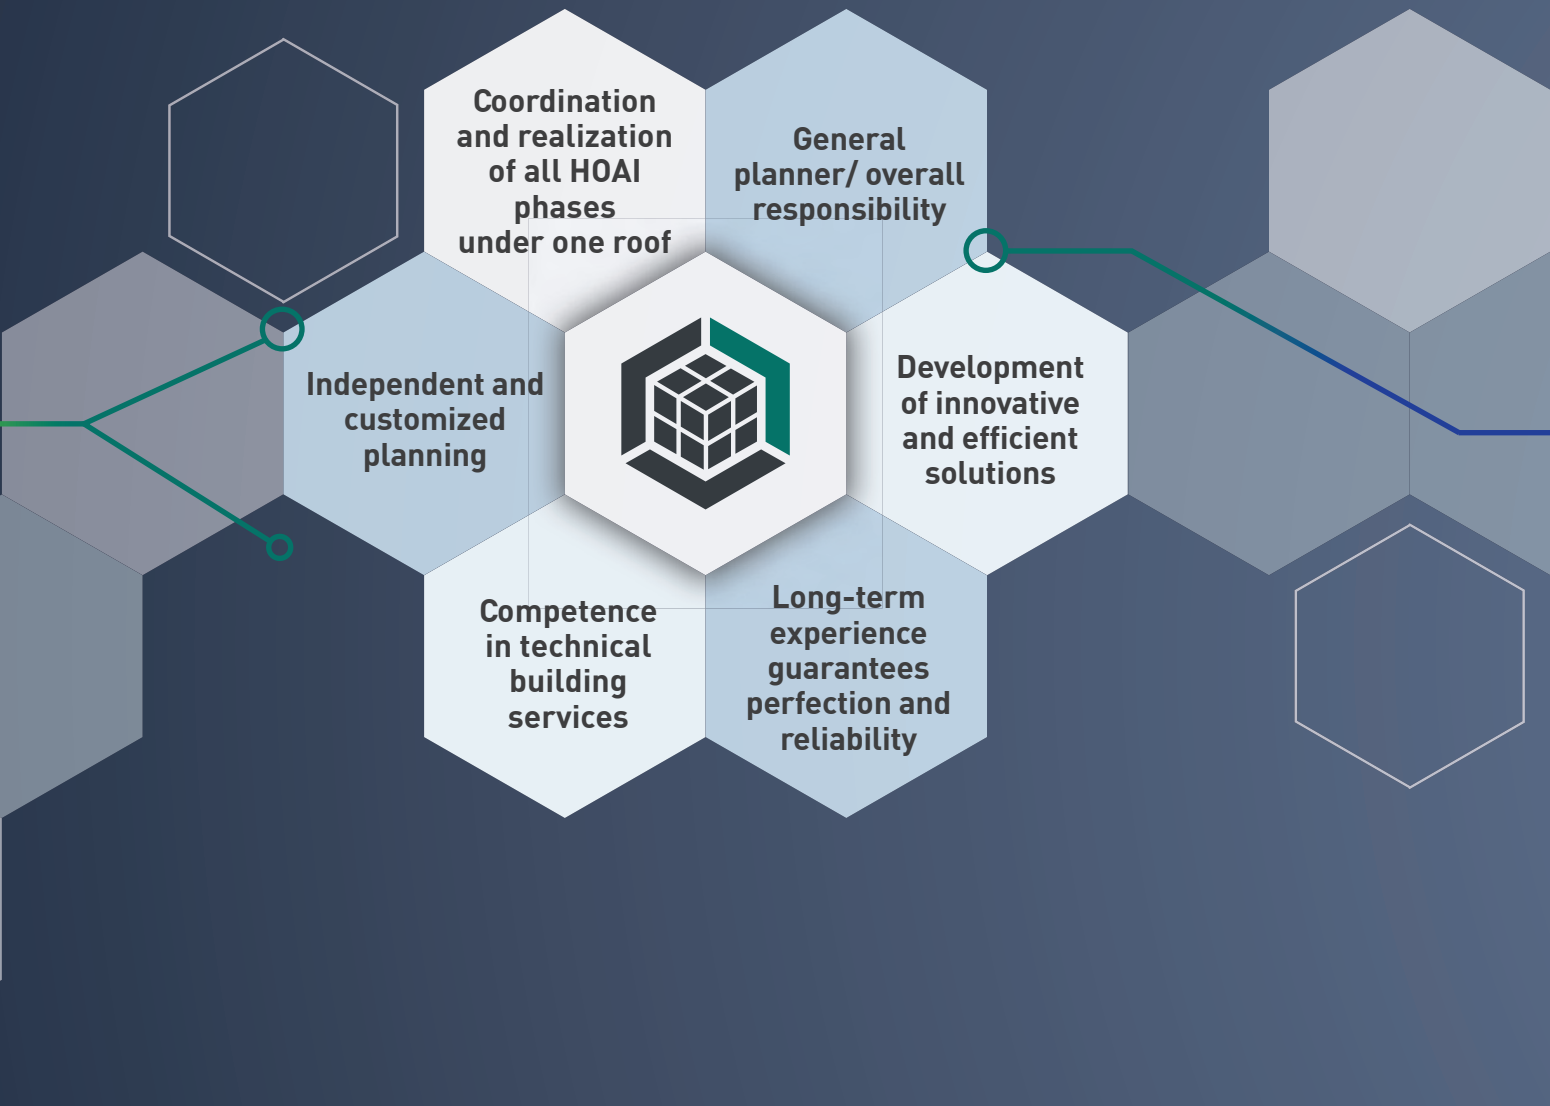 Coordination
and realization
of all HOAI
phases
under one roof
General
planner/ overall
responsibility
Independent and
customized
planning
Development
of innovative
and efficient
solutions
Competence
in technical
building
services
Long-term
experience
guarantees
perfection and
reliability